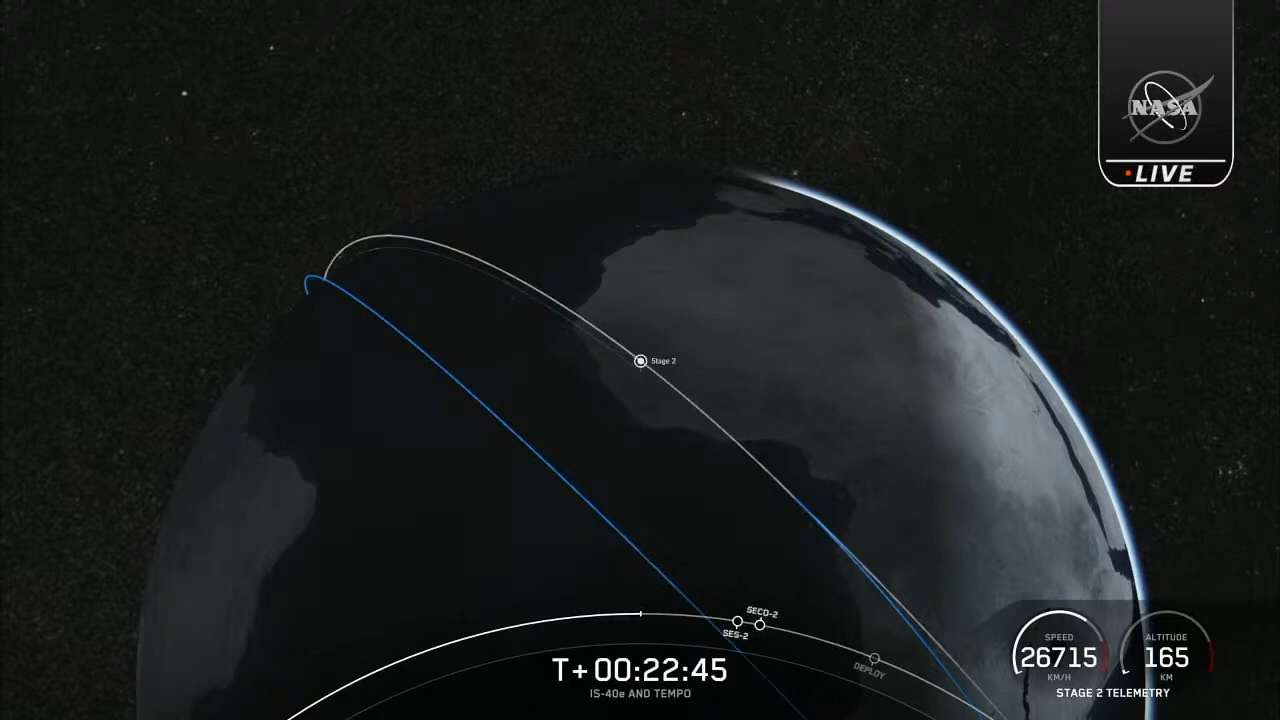 NASA
LIVE
Stage 2
SECO-2
SES-2
DEPLOY
T+00:22:45
IS-40e AND TEMPO
SPEED
26715
KM/H
ALTITUDE
165
KM
STAGE 2 TELEMETRY